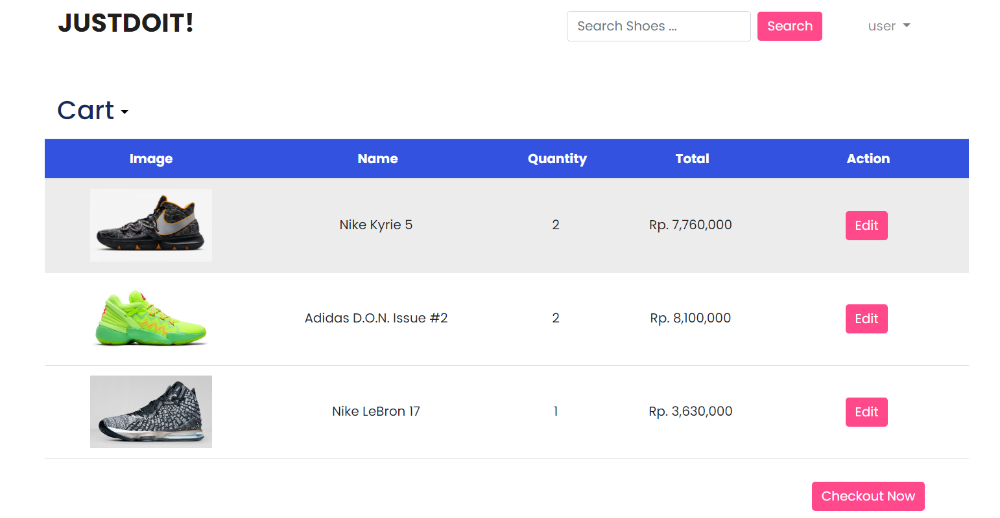 JUSTDOIT!
Search Shoes ...
Search
user
Cart
Image Name Quantity Total Action
Nike Kyrie 5 2 Rp. 7,760,000 Edit
Adidas D.O.N. Issue #2 2 Rp. 8,100,000 Edit
Nike LeBron 17 1 Rp. 3,630,000 Edit
Checkout Now